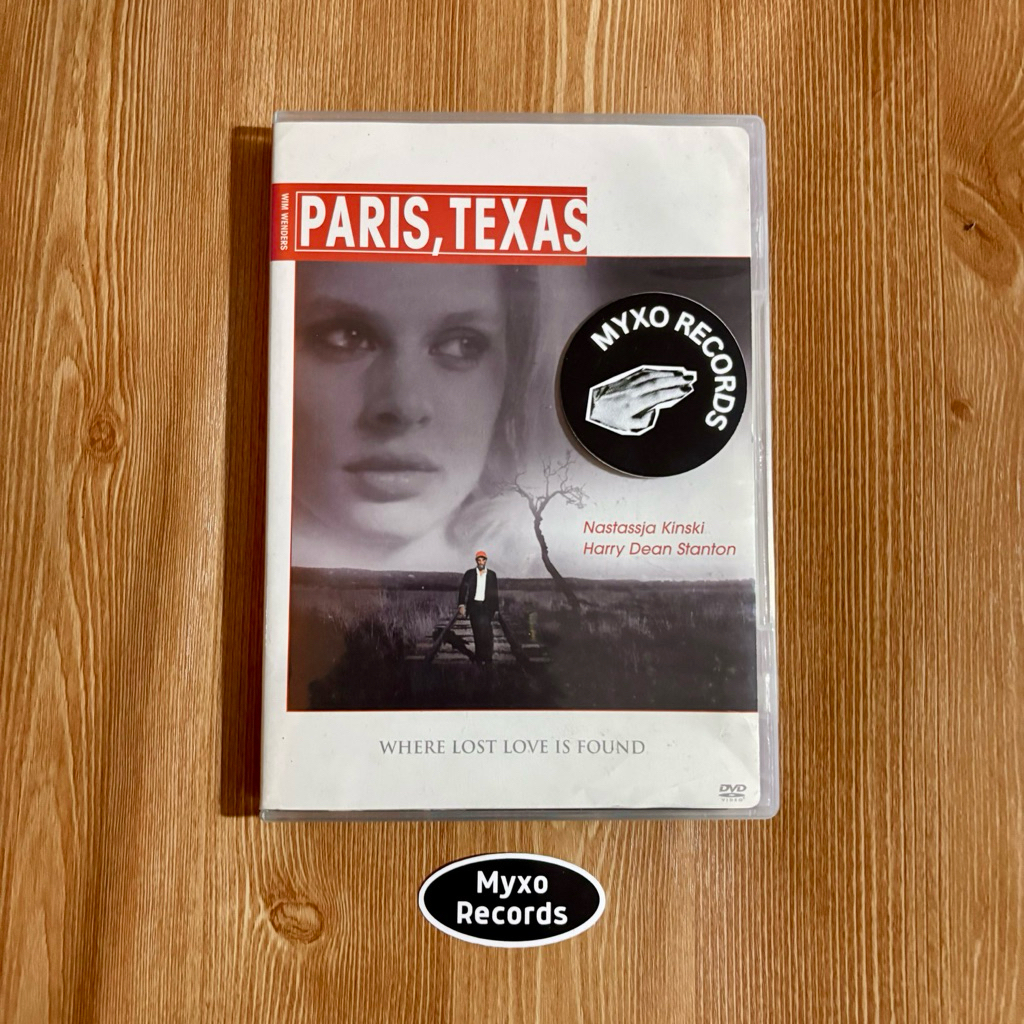 WIM WENDERS
PARIS, TEXAS
MYXO RECORDS
Nastassja Kinski
Harry Dean Stanton
WHERE LOST LOVE IS FOUND
DVD
VIDEO
Myxo
Records